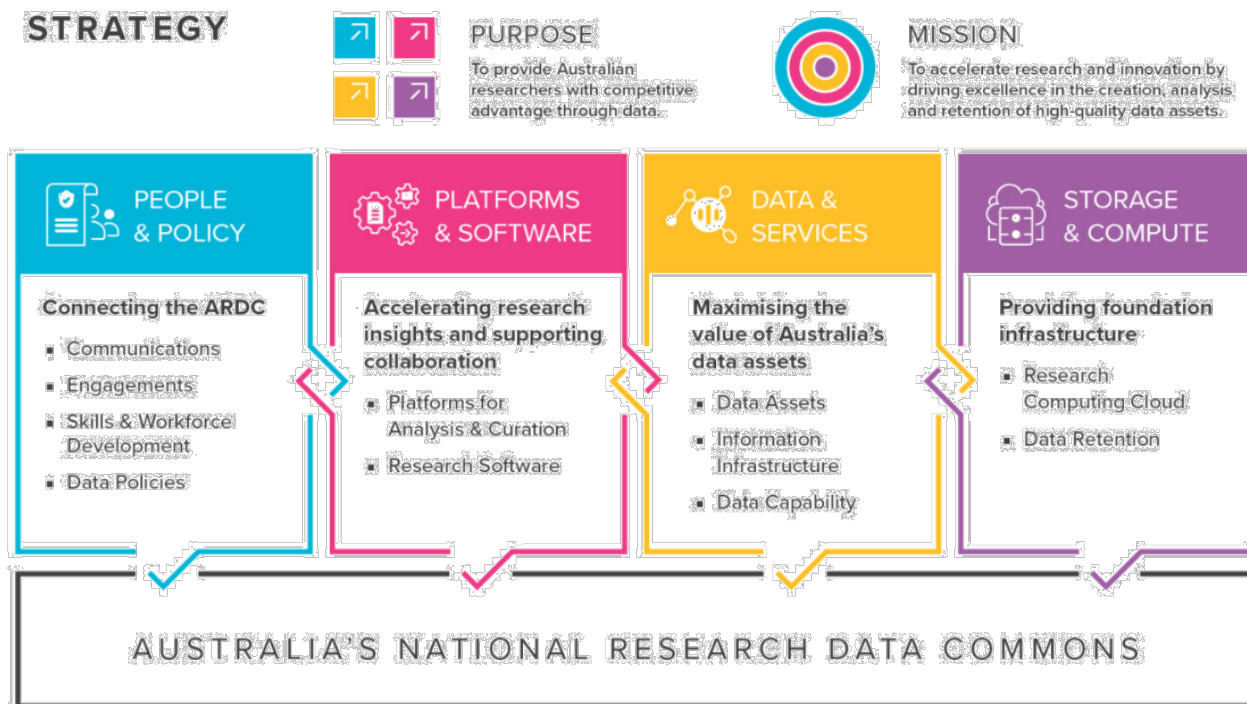 STRATEGY
PURPOSE
To provide Australian
researchers with competitive
advantage through data.
MISSION
To accelerate research and innovation by
driving excellence in the creation, analysis
and retention of high-quality data assets.
PEOPLE
& POLICY
Connecting the ARDC
▪ Communications
▪ Engagements
▪ Skills & Workforce
Development
▪ Data Policies
PLATFORMS
& SOFTWARE
Accelerating research
insights and supporting
collaboration
▪ Platforms for
Analysis & Curation
▪ Research Software
DATA &
SERVICES
Maximising the
value of Australia's
data assets
▪ Data Assets
▪ Information
Infrastructure
▪ Data Capability
STORAGE
& COMPUTE
Providing foundation
infrastructure
▪ Research
Computing Cloud
▪ Data Retention
AUSTRALIA'S NATIONAL RESEARCH DATA COMMONS